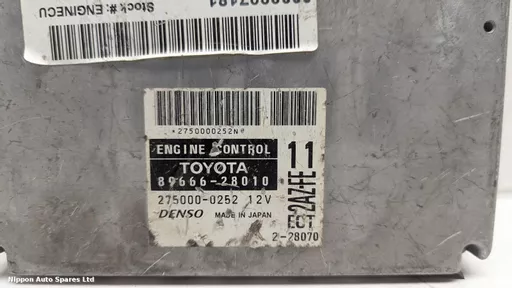 Stock#: ENGINECU
*2750000252N*
ENGINE CONTROL
TOYOTA
89666-28010
275000-0252 12V
DENSO MADE IN JAPAN
11
2AZ-FE
ECT
2-28070
Nippon Auto Spares Ltd